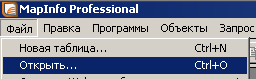 MapInfo Professional
Файл Правка Программы Объекты Запрос
Новая таблица... Ctrl+N
Открыть... Ctrl+O